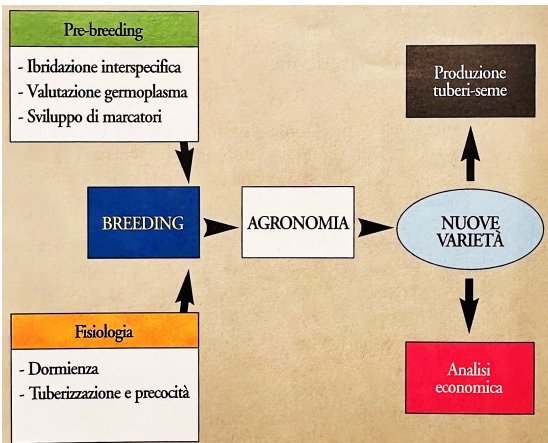 Pre-breeding
- Ibridazione interspecifica
- Valutazione germoplasma
- Sviluppo di marcatori
BREEDING
Fisiologia
- Dormienza
- Tuberizzazione e precocità
AGRONOMIA
NUOVE
VARIETÀ
Produzione
tuberi-seme
Analisi
economica